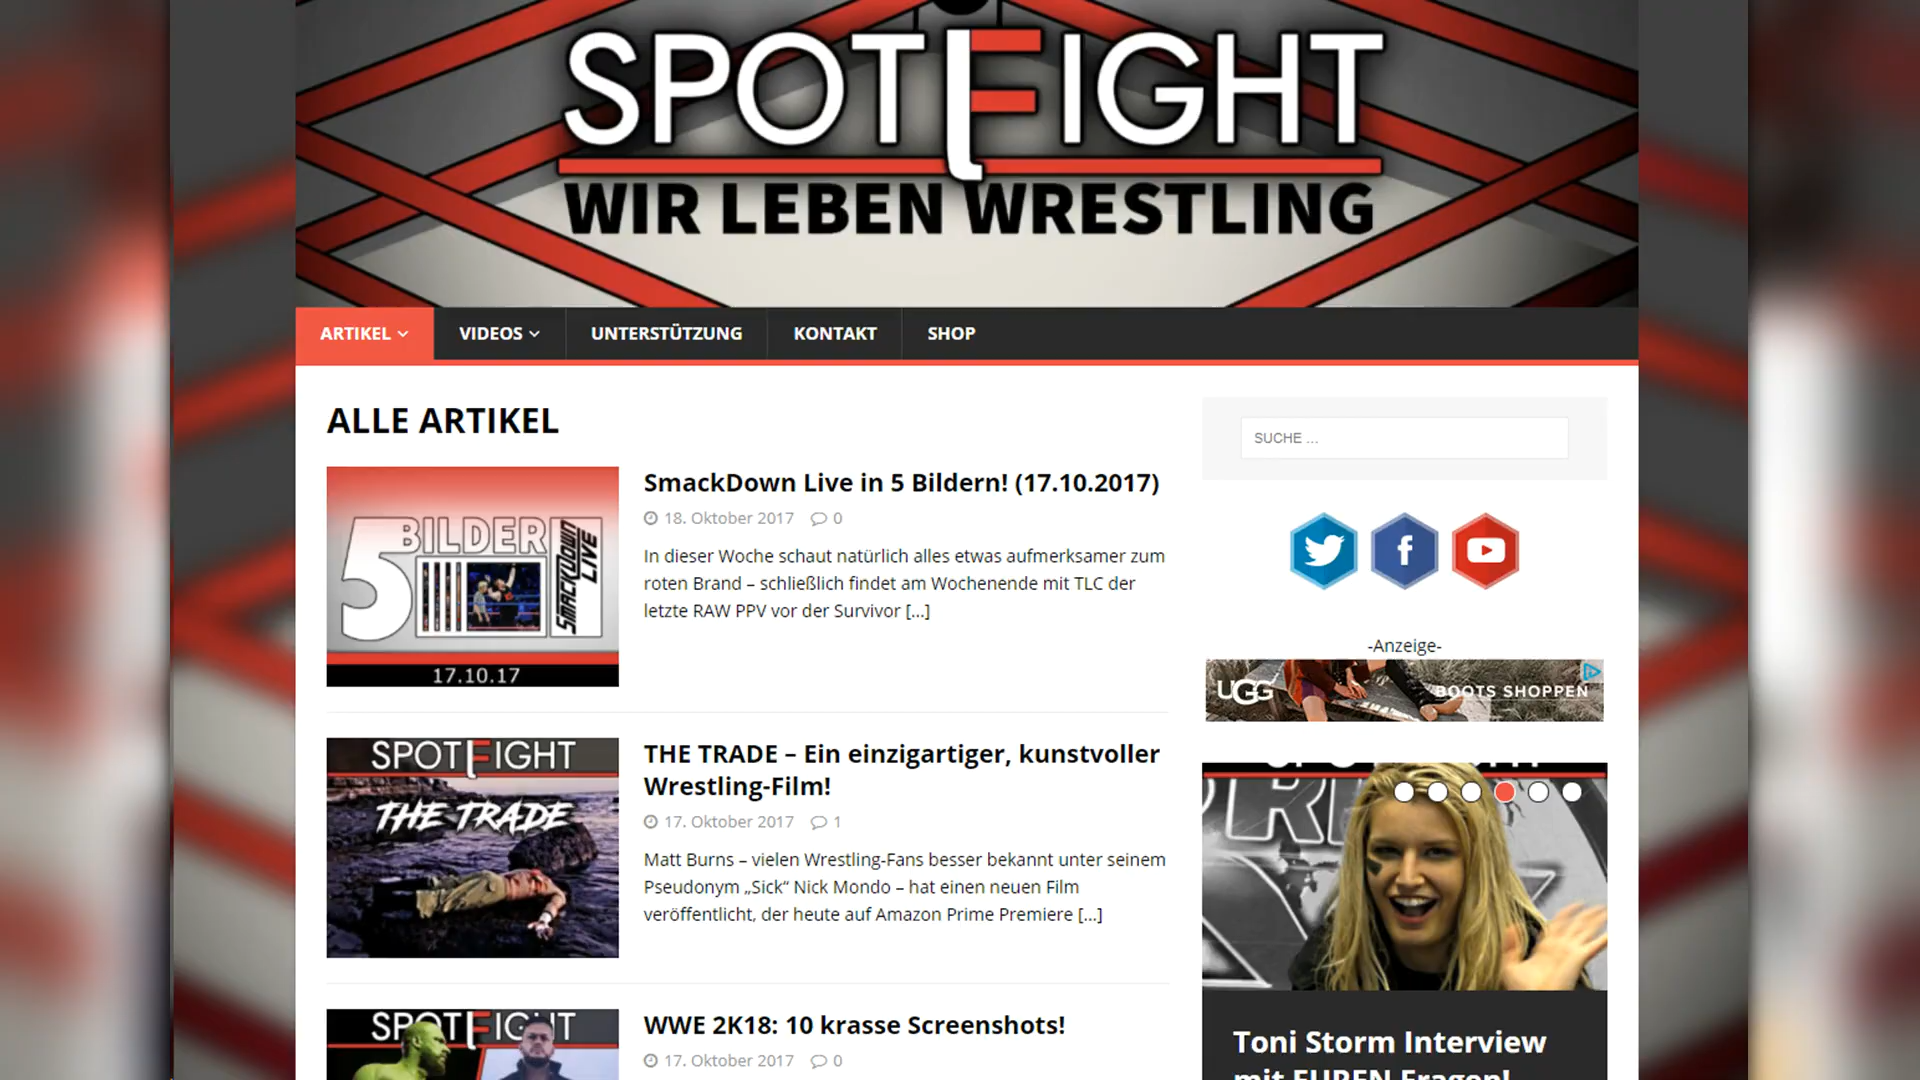 SPOTFIGHT
WIR LEBEN WRESTLING
ARTIKEL
VIDEOS
UNTERSTÜTZUNG
KONTAKT
SHOP
ALLE ARTIKEL
5 BILDER
SMACKDOWN LIVE
17.10.17
SmackDown Live in 5 Bildern! (17.10.2017)
18. Oktober 2017 0
In dieser Woche schaut natürlich alles etwas aufmerksamer zum
roten Brand – schließlich findet am Wochenende mit TLC der
letzte RAW PPV vor der Survivor [...]
SPOTFIGHT
THE TRADE
THE TRADE – Ein einzigartiger, kunstvoller
Wrestling-Film!
17. Oktober 2017 1
Matt Burns – vielen Wrestling-Fans besser bekannt unter seinem
Pseudonym „Sick“ Nick Mondo – hat einen neuen Film
veröffentlicht, der heute auf Amazon Prime Premiere [...]
SPOTFIGHT
WWE 2K18: 10 krasse Screenshots!
17. Oktober 2017 0
SUCHE ...
-Anzeige-
UGG
BOOTS SHOPPEN
Toni Storm Interview
mit EUREN Fragen!